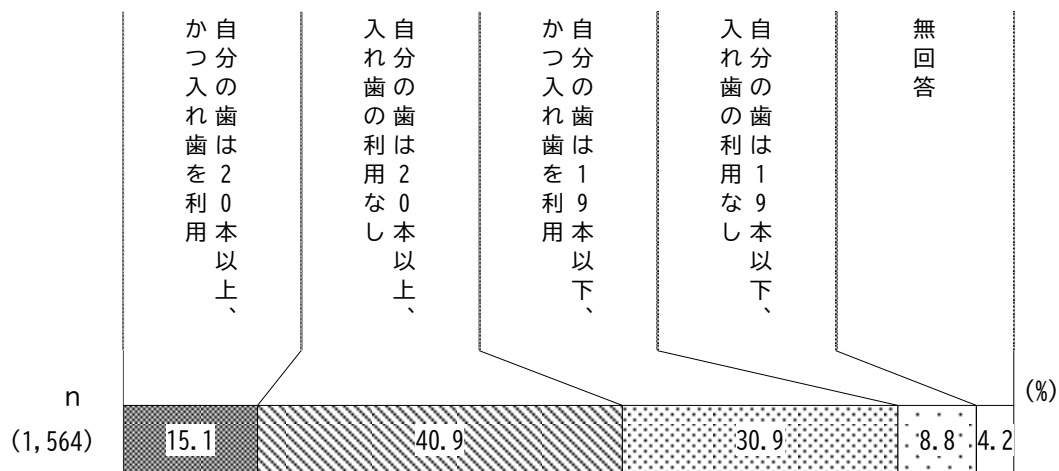 自分の歯は20本以上、
かつ入れ歯を利用
自分の歯は20本以上、
入れ歯の利用なし
自分の歯は19本以下、
かつ入れ歯を利用
自分の歯は19本以下、
入れ歯の利用なし
無回答
n
(%)
(1,564)
15.1
40.9
30.9
8.8
4.2